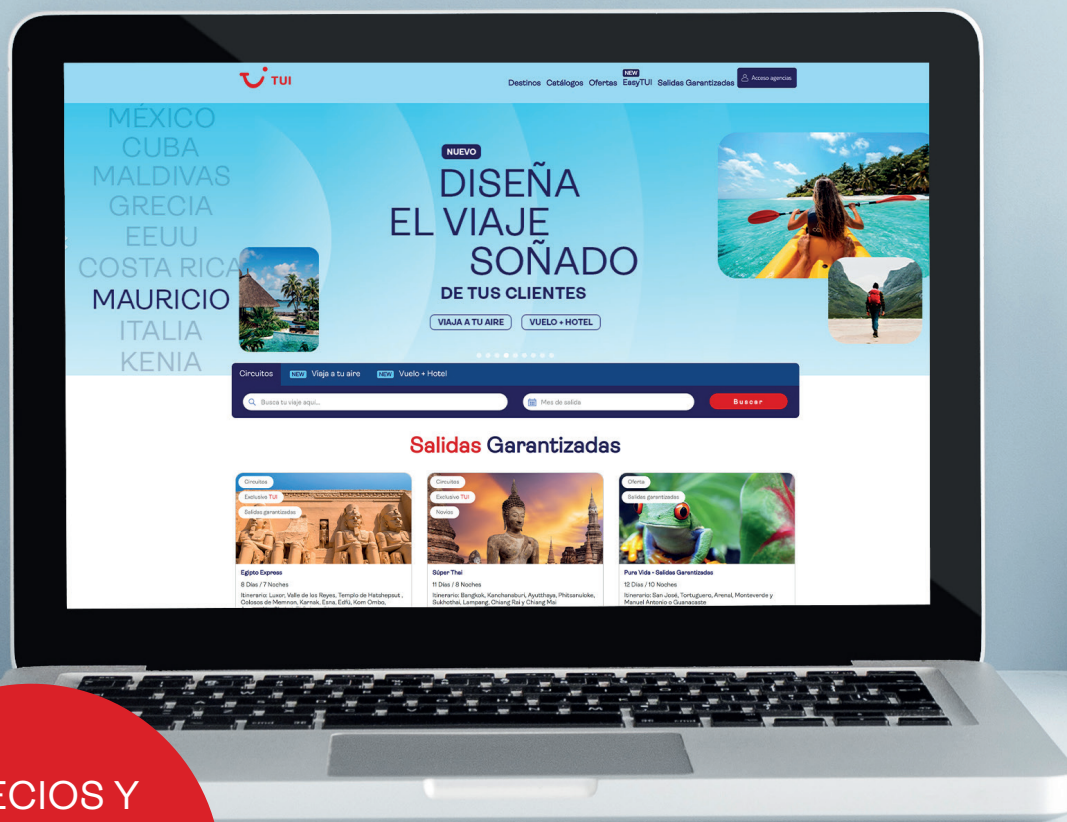 TUI
Destinos Catálogos Ofertas NEW EasyTUI Salidas Garantizadas Acceso agencias
MÉXICO
CUBA
MALDIVAS
GRECIA
EEUU
COSTA RICA
MAURICIO
ITALIA
KENIA
NUEVO
DISEÑA
EL VIAJE
SOÑADO
DE TUS CLIENTES
VIAJA A TU AIRE VUELO + HOTEL
Circuitos NEW Viaja a tu aire NEW Vuelo + Hotel
Busca tu viaje aquí... Mes de salida Buscar
Salidas Garantizadas
Circuitos
Exclusivo TUI
Salidas garantizadas
Egipto Express
8 Días / 7 Noches
Itinerario: Luxor, Valle de los Reyes, Templo de Hatshepsut ,
Colosos de Memnon, Karnak, Esna, Edfú, Kom Ombo,
Circuitos
Exclusivo TUI
Novios
Súper Thai
11 Días / 8 Noches
Itinerario: Bangkok, Kanchanaburi, Ayutthaya, Phitsanuloke,
Sukhothai, Lampang, Chiang Rai y Chiang Mai
Oferta
Salidas garantizadas
Pura Vida - Salidas Garantizadas
12 Días / 10 Noches
Itinerario: San José, Tortuguero, Arenal, Monteverde y
Manuel Antonio o Guanacaste
ECIOS Y